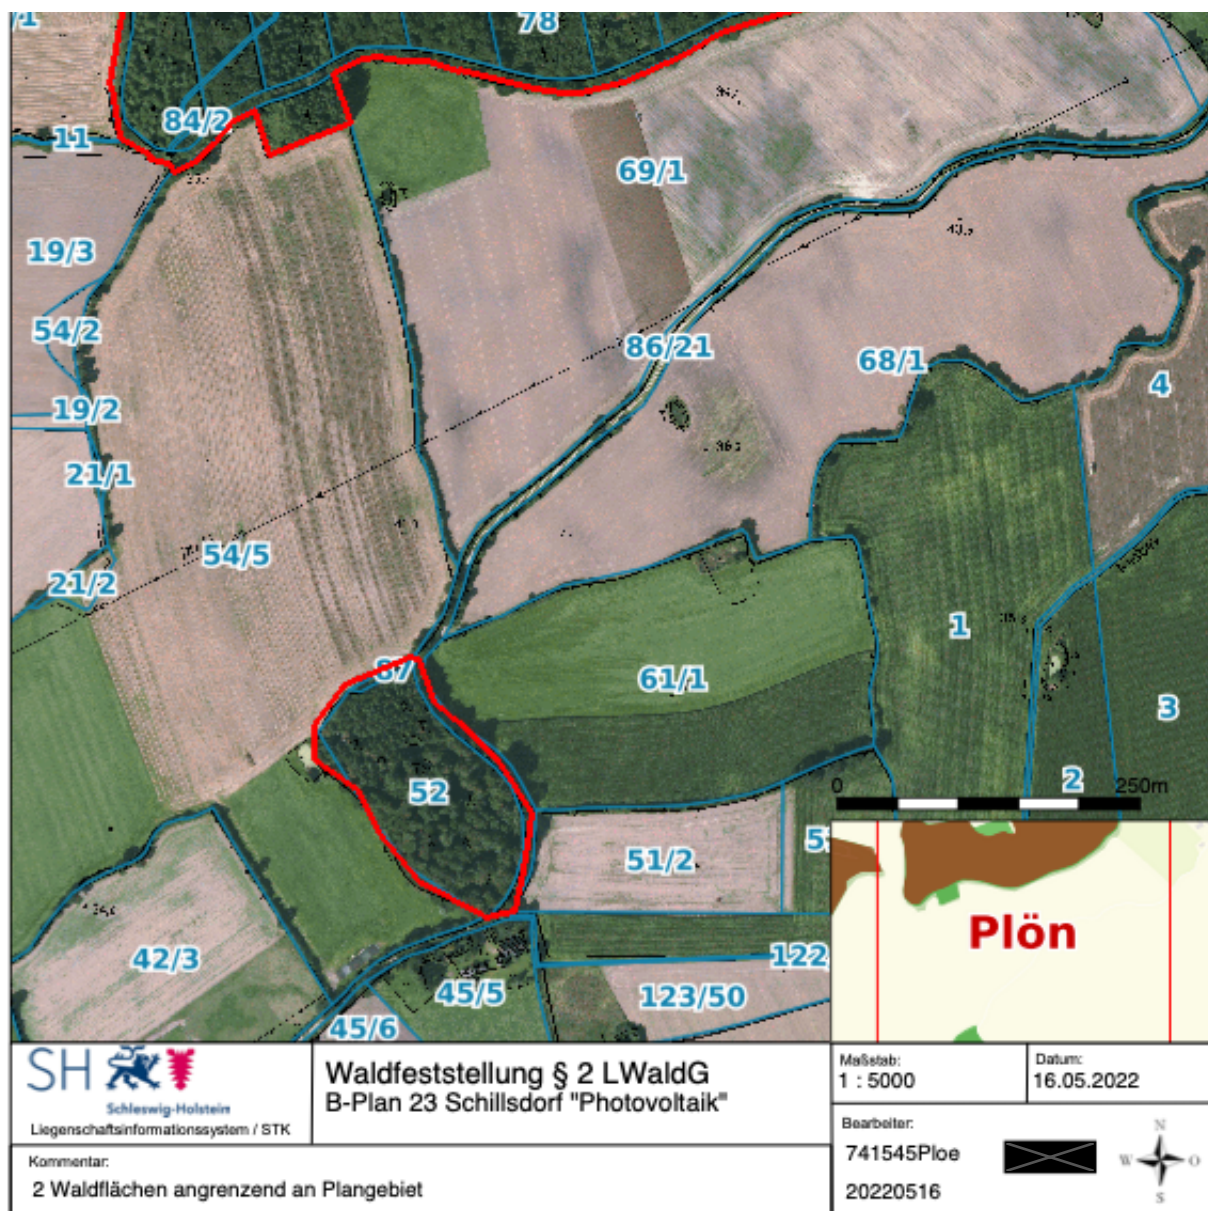 /1
78
84/2
11
69/1
19/3
54/2
86/21
68/1
4
19/2
21/1
54/5
21/2
1
87
61/1
3
52
2
0
250m
51/2
42/3
122
45/5
123/50
45/6
Plön
SH
Schleswig-Holstein
Liegenschaftsinformationssystem / STK
Waldfeststellung § 2 LWaldG
B-Plan 23 Schillsdorf "Photovoltaik"
Maßstab:
1 : 5000
Datum:
16.05.2022
Kommentar:
2 Waldflächen angrenzend an Plangebiet
Bearbeiter:
741545Ploe
20220516
N
W
O
S